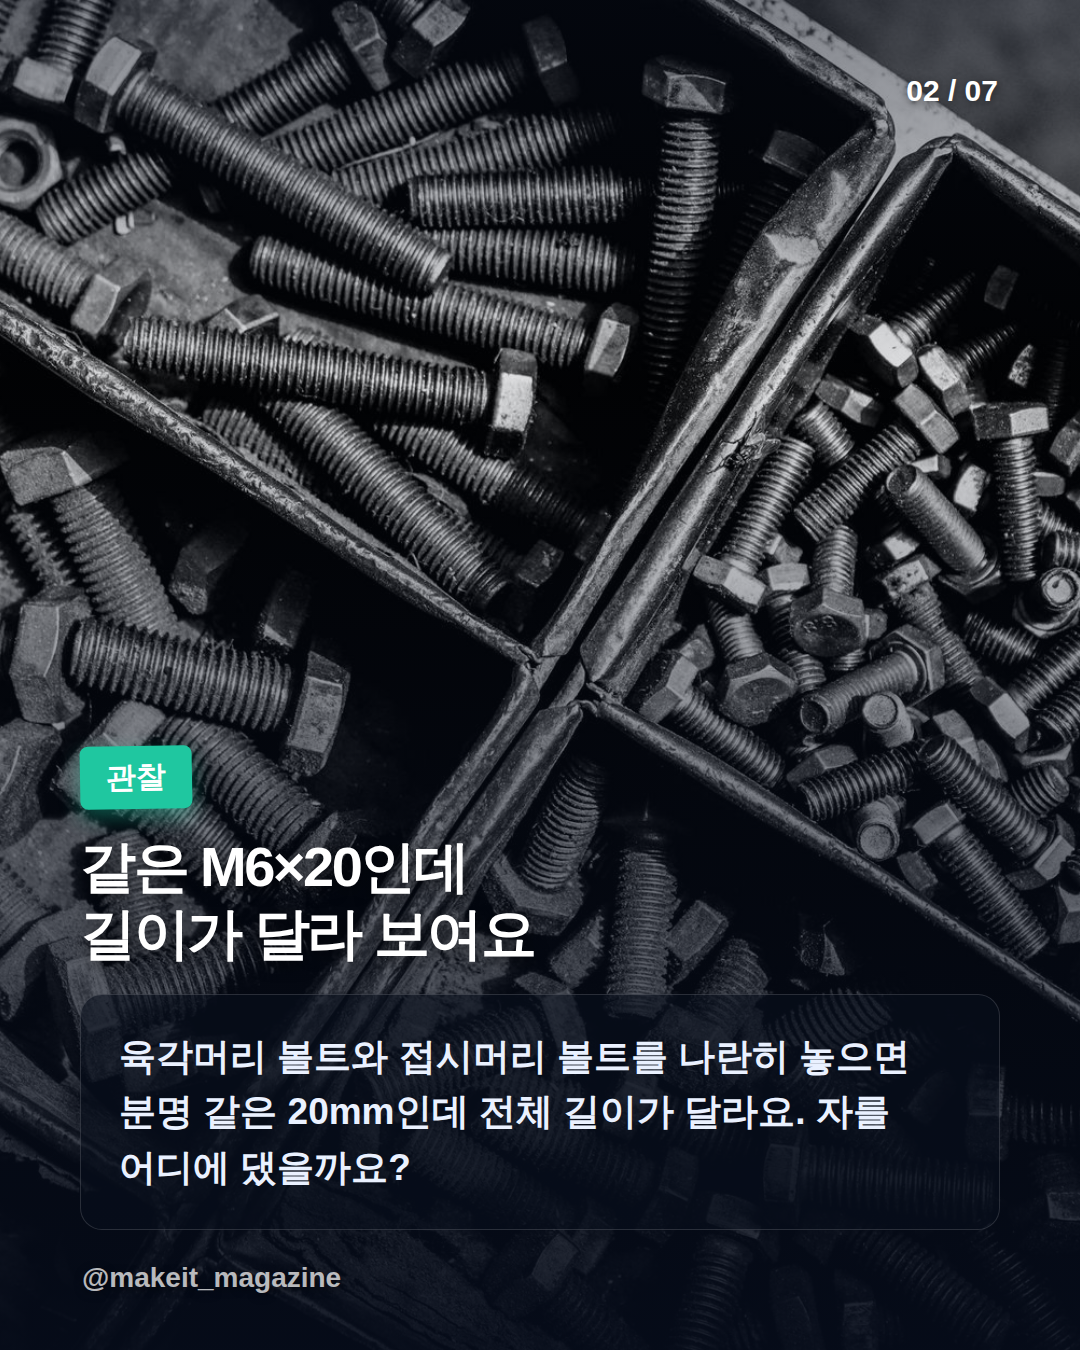 02 / 07
관찰
같은 M6×20인데
길이가 달라 보여요
육각머리 볼트와 접시머리 볼트를 나란히 놓으면
분명 같은 20mm인데 전체 길이가 달라요. 자를
어디에 댔을까요?
@makeit_magazine